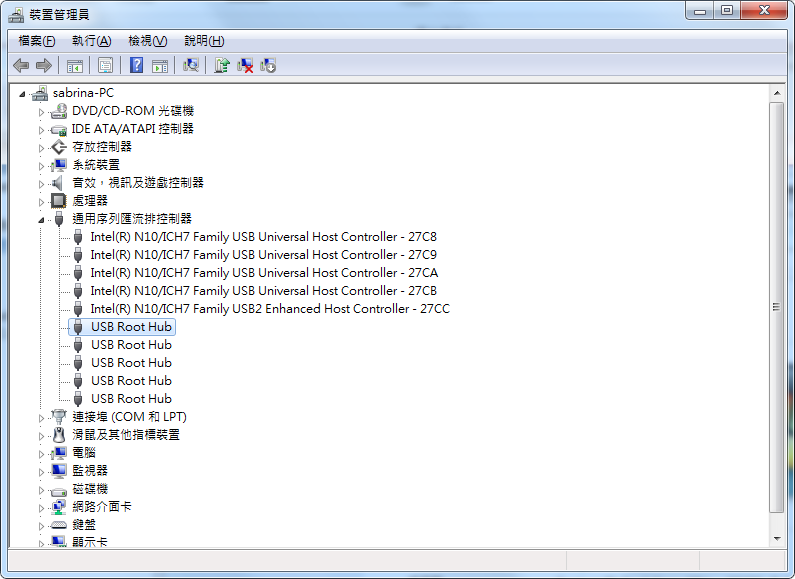 裝置管理員
檔案(F) 執行(A) 檢視(V) 說明(H)
sabrina-PC
DVD/CD-ROM 光碟機
IDE ATA/ATAPI 控制器
存放控制器
系統裝置
音效，視訊及遊戲控制器
處理器
通用序列匯流排控制器
Intel(R) N10/ICH7 Family USB Universal Host Controller - 27C8
Intel(R) N10/ICH7 Family USB Universal Host Controller - 27C9
Intel(R) N10/ICH7 Family USB Universal Host Controller - 27CA
Intel(R) N10/ICH7 Family USB Universal Host Controller - 27CB
Intel(R) N10/ICH7 Family USB2 Enhanced Host Controller - 27CC
USB Root Hub
USB Root Hub
USB Root Hub
USB Root Hub
USB Root Hub
連接埠 (COM 和 LPT)
滑鼠及其他指標裝置
電腦
監視器
磁碟機
網路介面卡
鍵盤
顯示卡